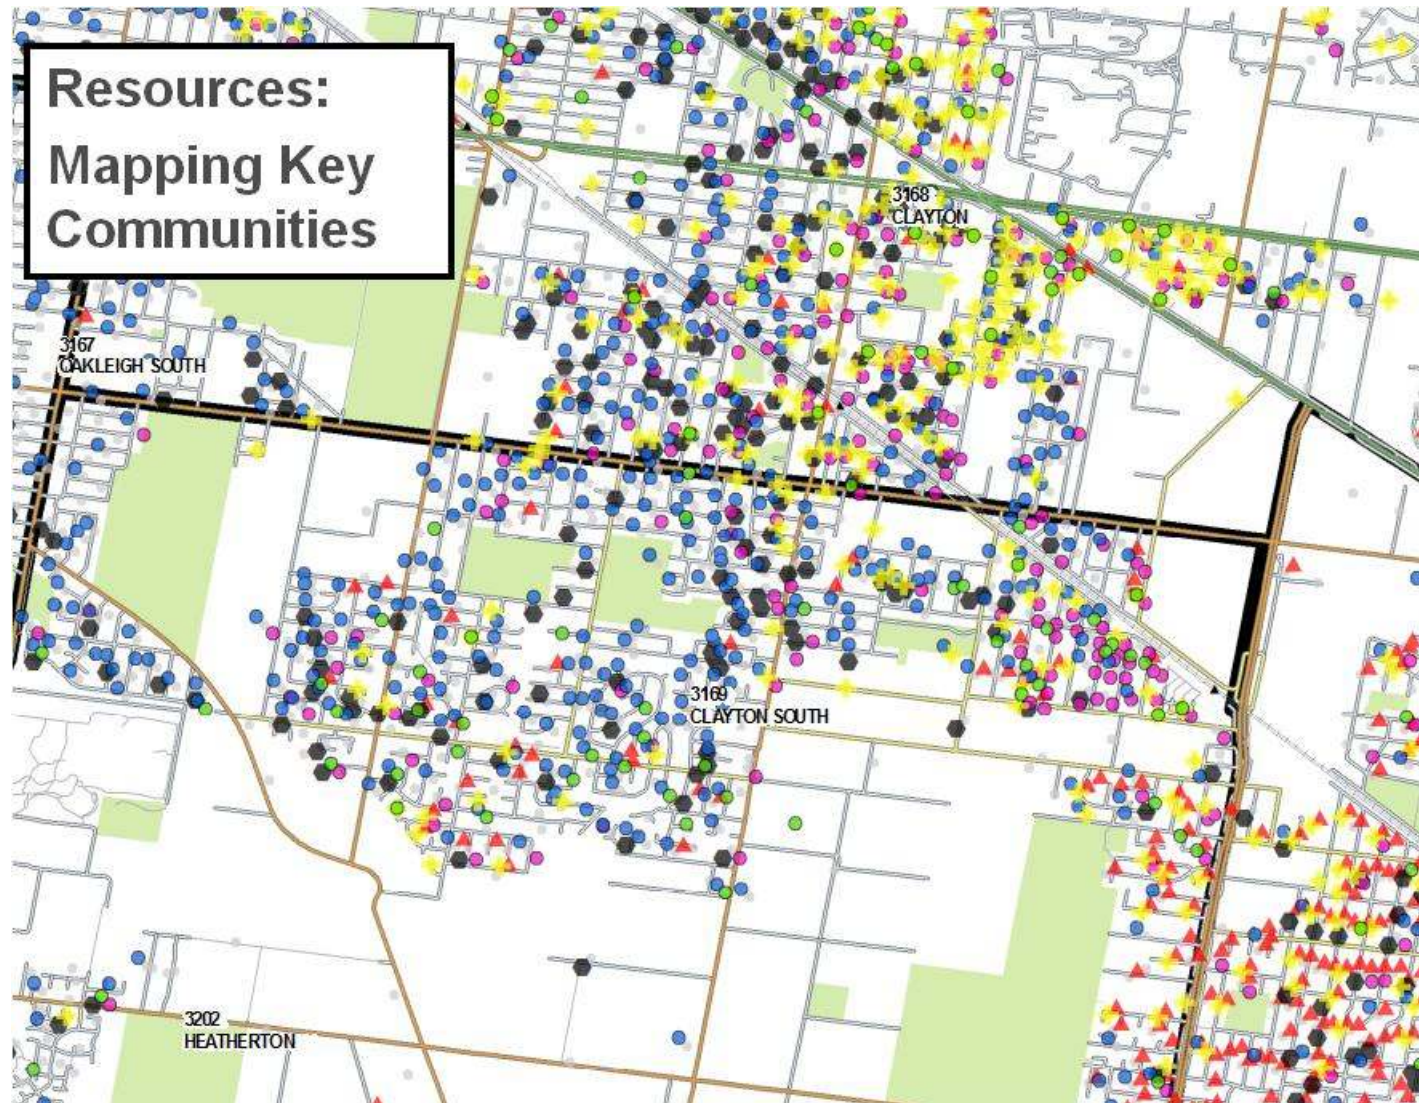 Resources:
Mapping Key
Communities
3168
CLAYTON
3167
OAKLEIGH SOUTH
3169
CLAYTON SOUTH
3202
HEATHERTON